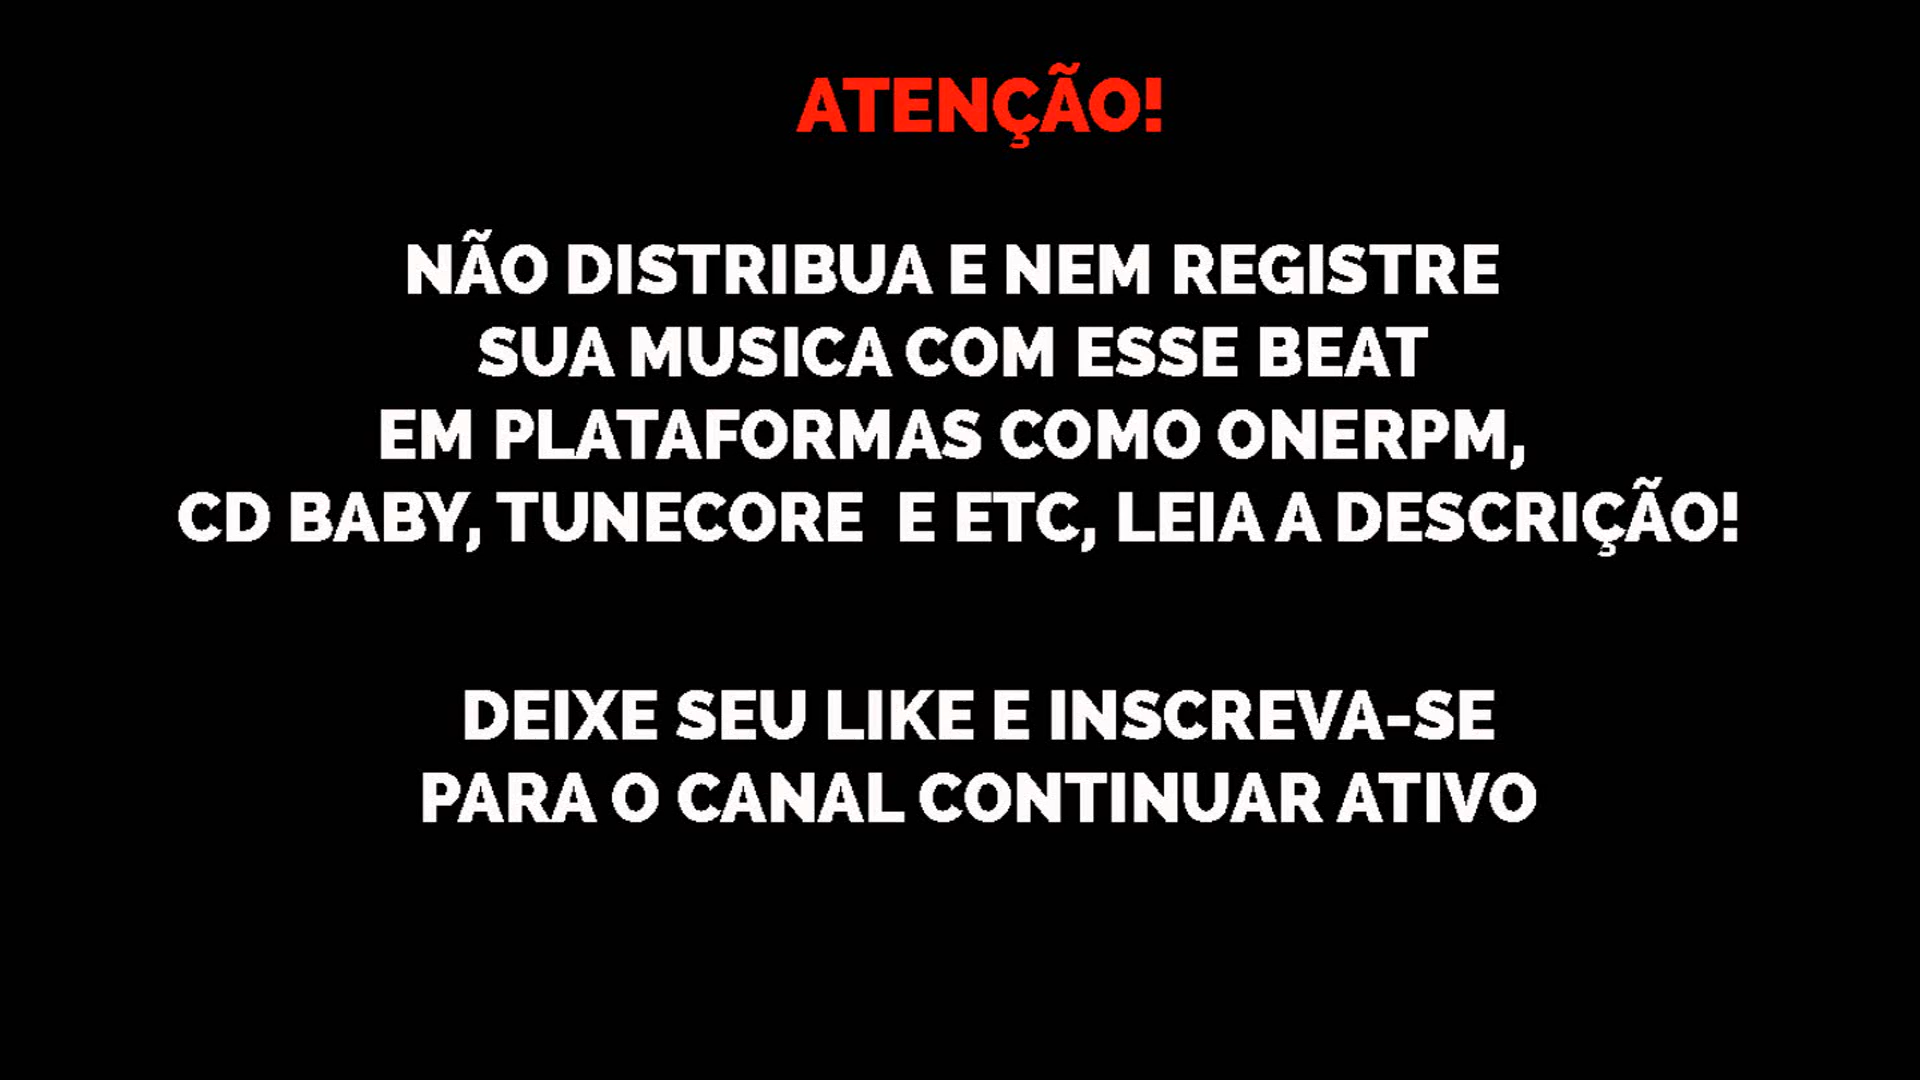 ATENÇÃO!
NÃO DISTRIBUA E NEM REGISTRE
SUA MUSICA COM ESSE BEAT
EM PLATAFORMAS COMO ONERPM,
CD BABY, TUNECORE  E ETC, LEIA A DESCRIÇÃO!
DEIXE SEU LIKE E INSCREVA-SE
PARA O CANAL CONTINUAR ATIVO